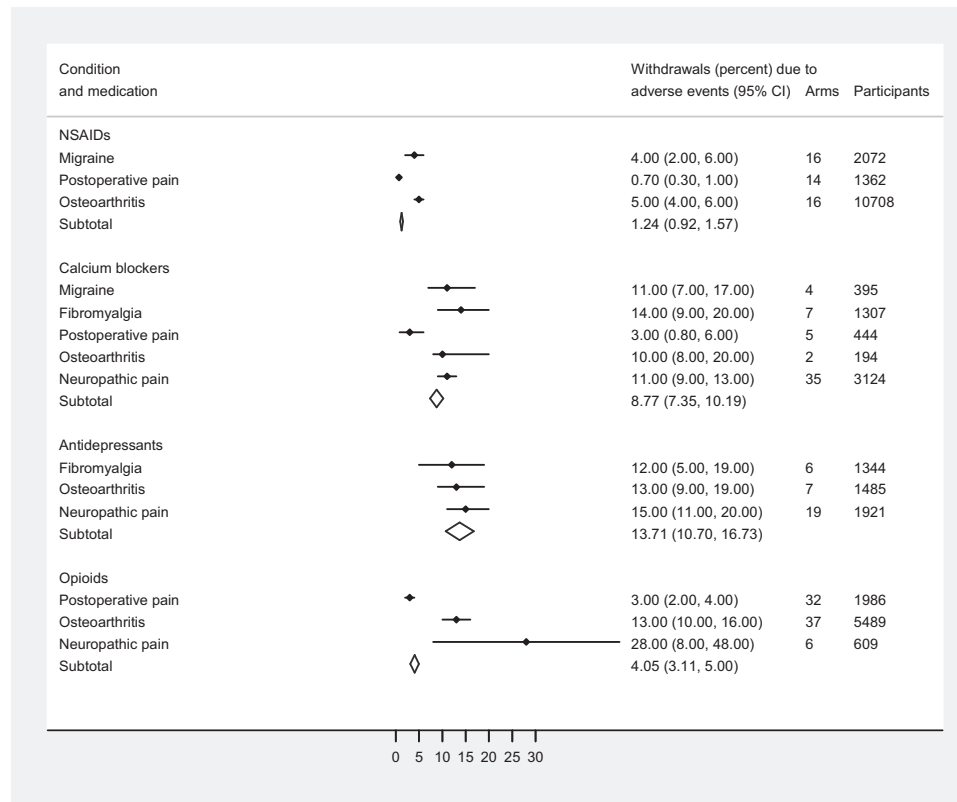 Condition Withdrawals (percent) due to
and medication adverse events (95% CI) Arms Participants
NSAIDs
Migraine 4.00 (2.00, 6.00) 16 2072
Postoperative pain 0.70 (0.30, 1.00) 14 1362
Osteoarthritis 5.00 (4.00, 6.00) 16 10708
Subtotal 1.24 (0.92, 1.57)
Calcium blockers
Migraine 11.00 (7.00, 17.00) 4 395
Fibromyalgia 14.00 (9.00, 20.00) 7 1307
Postoperative pain 3.00 (0.80, 6.00) 5 444
Osteoarthritis 10.00 (8.00, 20.00) 2 194
Neuropathic pain 11.00 (9.00, 13.00) 35 3124
Subtotal 8.77 (7.35, 10.19)
Antidepressants
Fibromyalgia 12.00 (5.00, 19.00) 6 1344
Osteoarthritis 13.00 (9.00, 19.00) 7 1485
Neuropathic pain 15.00 (11.00, 20.00) 19 1921
Subtotal 13.71 (10.70, 16.73)
Opioids
Postoperative pain 3.00 (2.00, 4.00) 32 1986
Osteoarthritis 13.00 (10.00, 16.00) 37 5489
Neuropathic pain 28.00 (8.00, 48.00) 6 609
Subtotal 4.05 (3.11, 5.00)
0 5 10 15 20 25 30